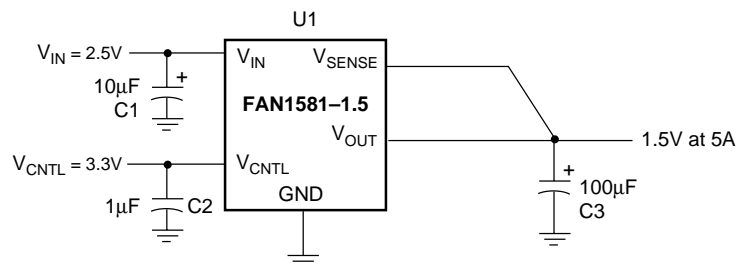 U1
V_IN = 2.5V
10μF
+
C1
V_IN
V_SENSE
FAN1581–1.5
V_OUT
1.5V at 5A
V_CNTL = 3.3V
V_CNTL
GND
1μF
C2
+
100μF
C3